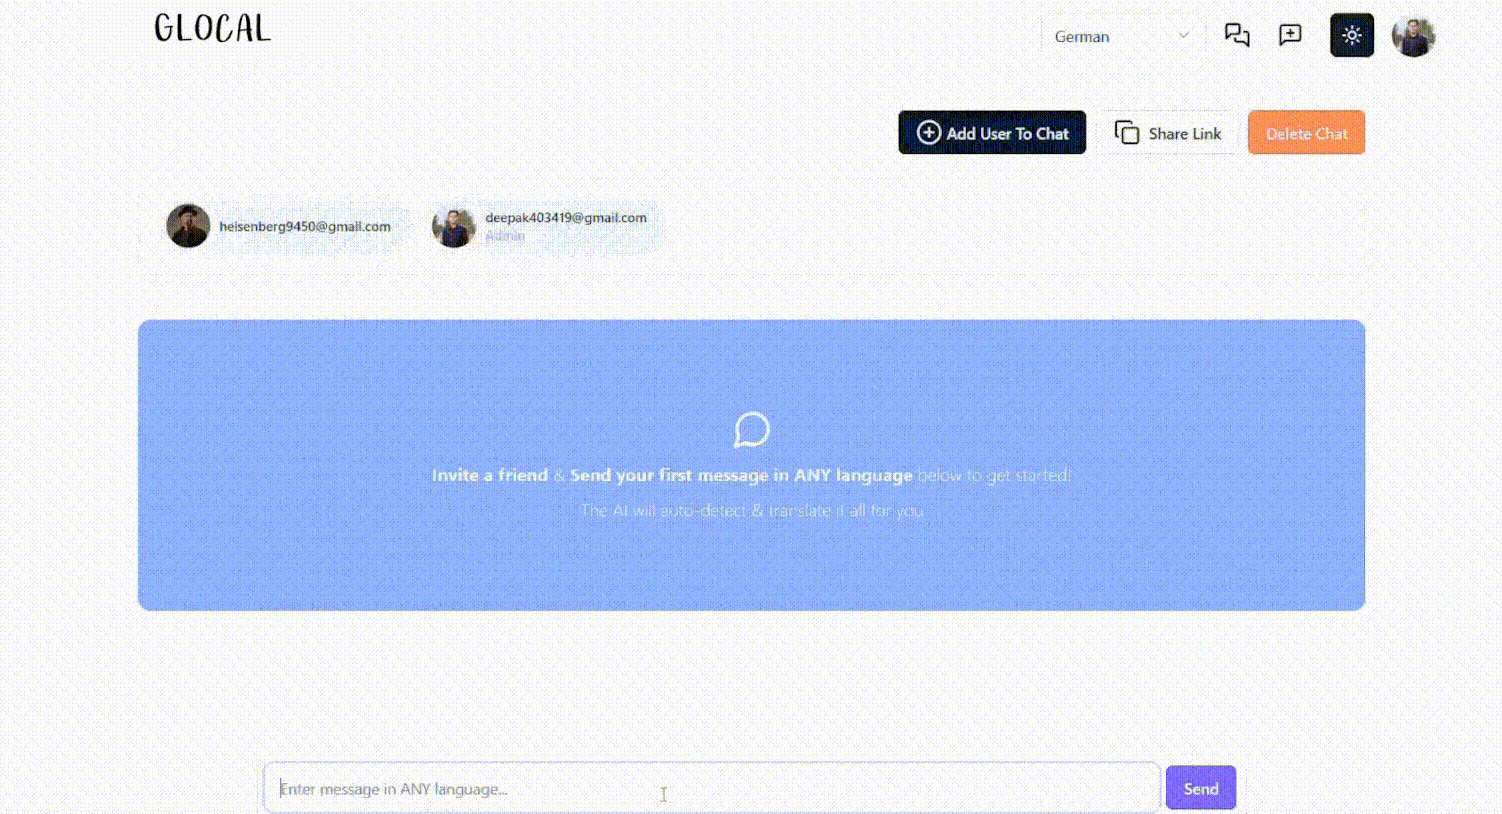 GLOCAL
German
Add User To Chat
Share Link
Delete Chat
heisenberg9450@gmail.com
deepak403419@gmail.com
Admin
Invite a friend & Send your first message in ANY language below to get started!
The AI will auto-detect & translate it all for you
Enter message in ANY language...
Send